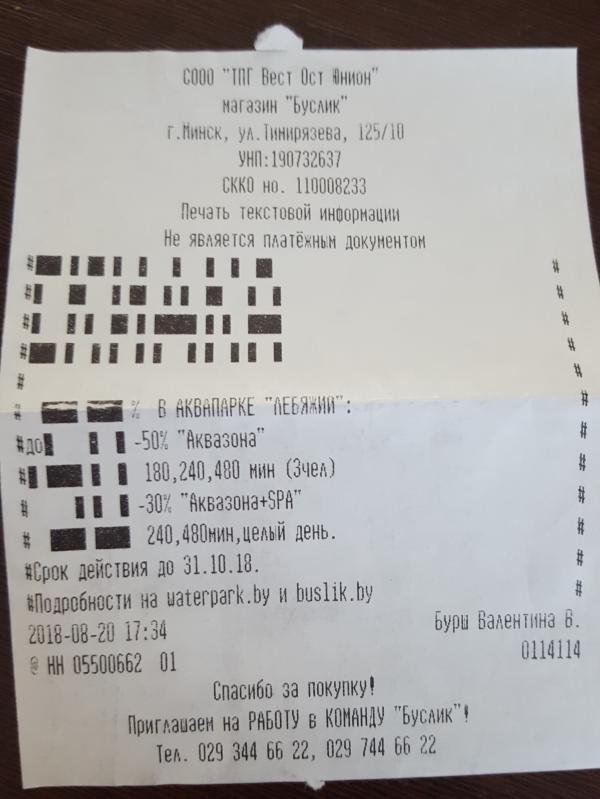 СООО "ТПГ Вест Ост Юнион"
магазин "Буслик"
г.Минск, ул.Тимирязева, 125/10
УНП:190732637
СККО no. 110008233
Печать текстовой информации
Не является платёжным документом
# #
# #
# #
# #
#
# % В АКВАПАРКЕ "ЛЕБЯЖИЙ": #
#до -50% "Аквазона" #
# 180,240,480 мин (3чел) #
# -30% "Аквазона+SPA" #
# 240,480мин,целый день. #
#Срок действия до 31.10.18. #
#Подробности на waterpark.by и buslik.by #
2018-08-20 17:34 Бурш Валентина В.
@ НН 05500662 01 0114114
Спасибо за покупку!
Приглашаем на РАБОТУ в КОМАНДУ "Буслик"!
Тел. 029 344 66 22, 029 744 66 22